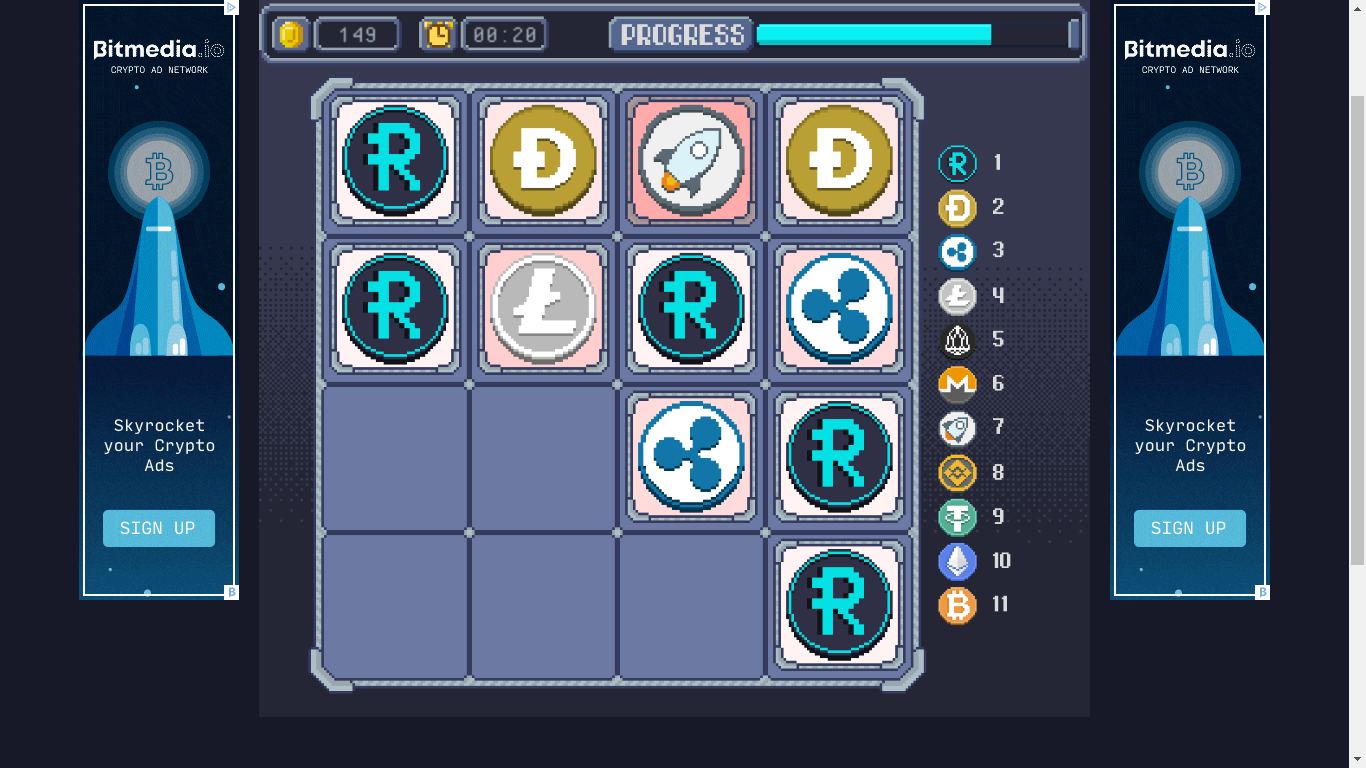 Bitmedia.io
CRYPTO AD NETWORK
Skyrocket
your Crypto
Ads
SIGN UP
149
00:20
PROGRESS
1
2
3
4
5
6
7
8
9
10
11
Bitmedia.io
CRYPTO AD NETWORK
Skyrocket
your Crypto
Ads
SIGN UP